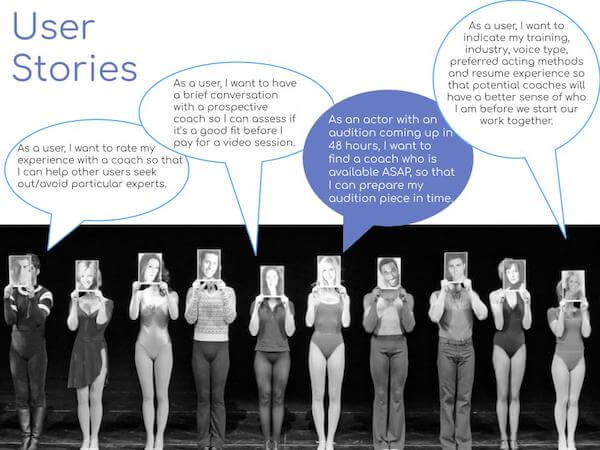 User
Stories
As a user, I want to rate my
experience with a coach so that
I can help other users seek
out/avoid particular experts.
As a user, I want to have
a brief conversation
with a prospective
coach so I can assess if
it's a good fit before I
pay for a video session.
As an actor with an
audition coming up in
48 hours, I want to
find a coach who is
available ASAP, so that
I can prepare my
audition piece in time.
As a user, I want to
indicate my training,
industry, voice type,
preferred acting methods
and resume experience so
that potential coaches will
have a better sense of who
I am before we start our
work together.